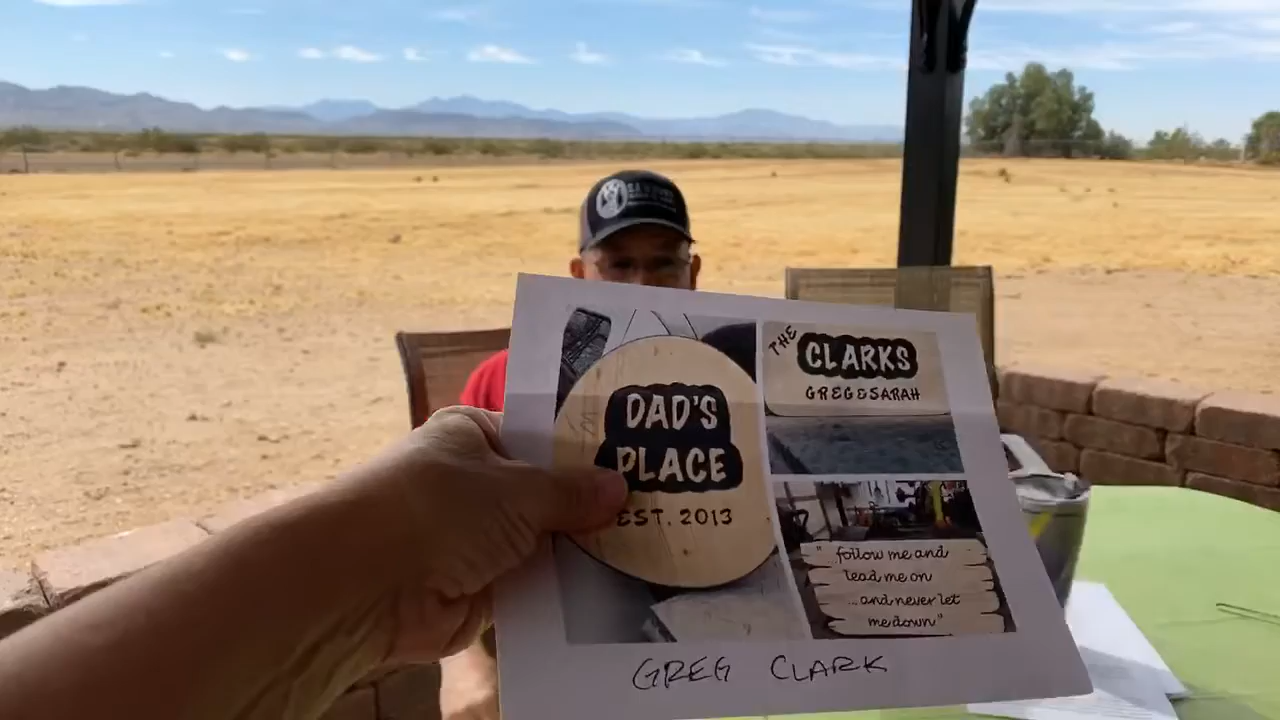 DAD'S
PLACE
EST. 2013
THE
CLARKS
GREG & SARAH
" follow me and
lead me on
... and never let
me down"
GREG CLARK